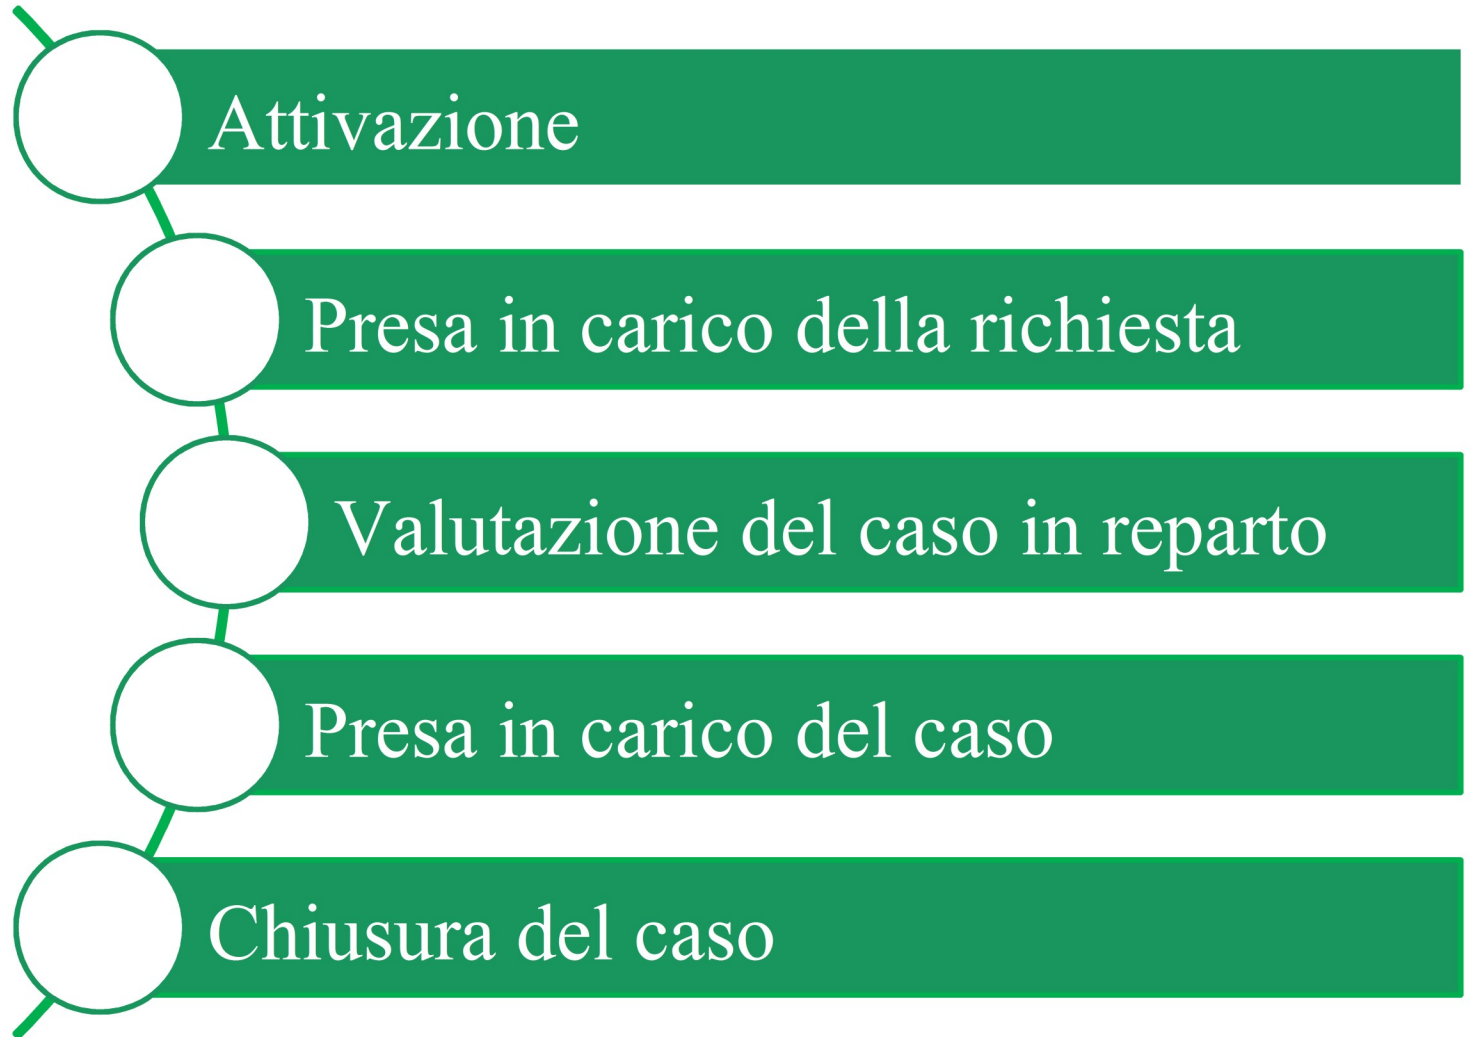 Attivazione
Presa in carico della richiesta
Valutazione del caso in reparto
Presa in carico del caso
Chiusura del caso